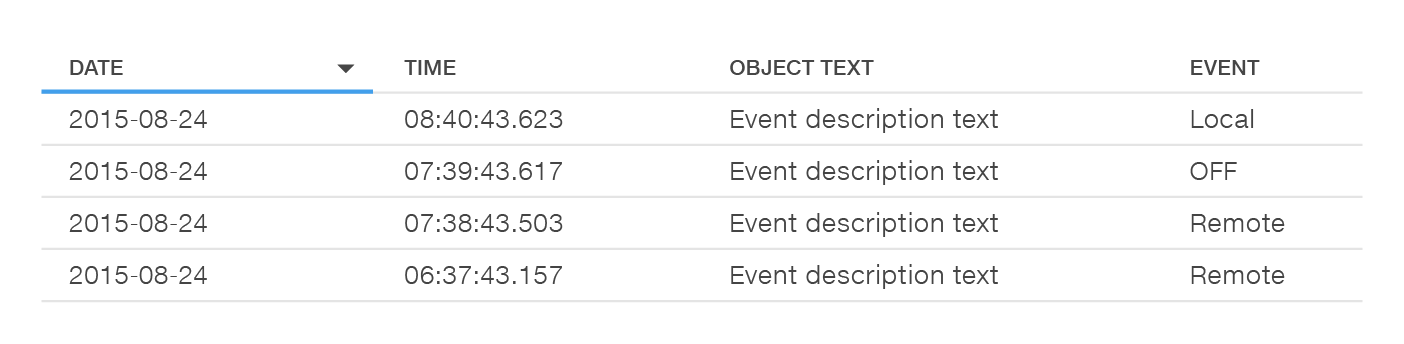 DATE TIME OBJECT TEXT EVENT
2015-08-24 08:40:43.623 Event description text Local
2015-08-24 07:39:43.617 Event description text OFF
2015-08-24 07:38:43.503 Event description text Remote
2015-08-24 06:37:43.157 Event description text Remote